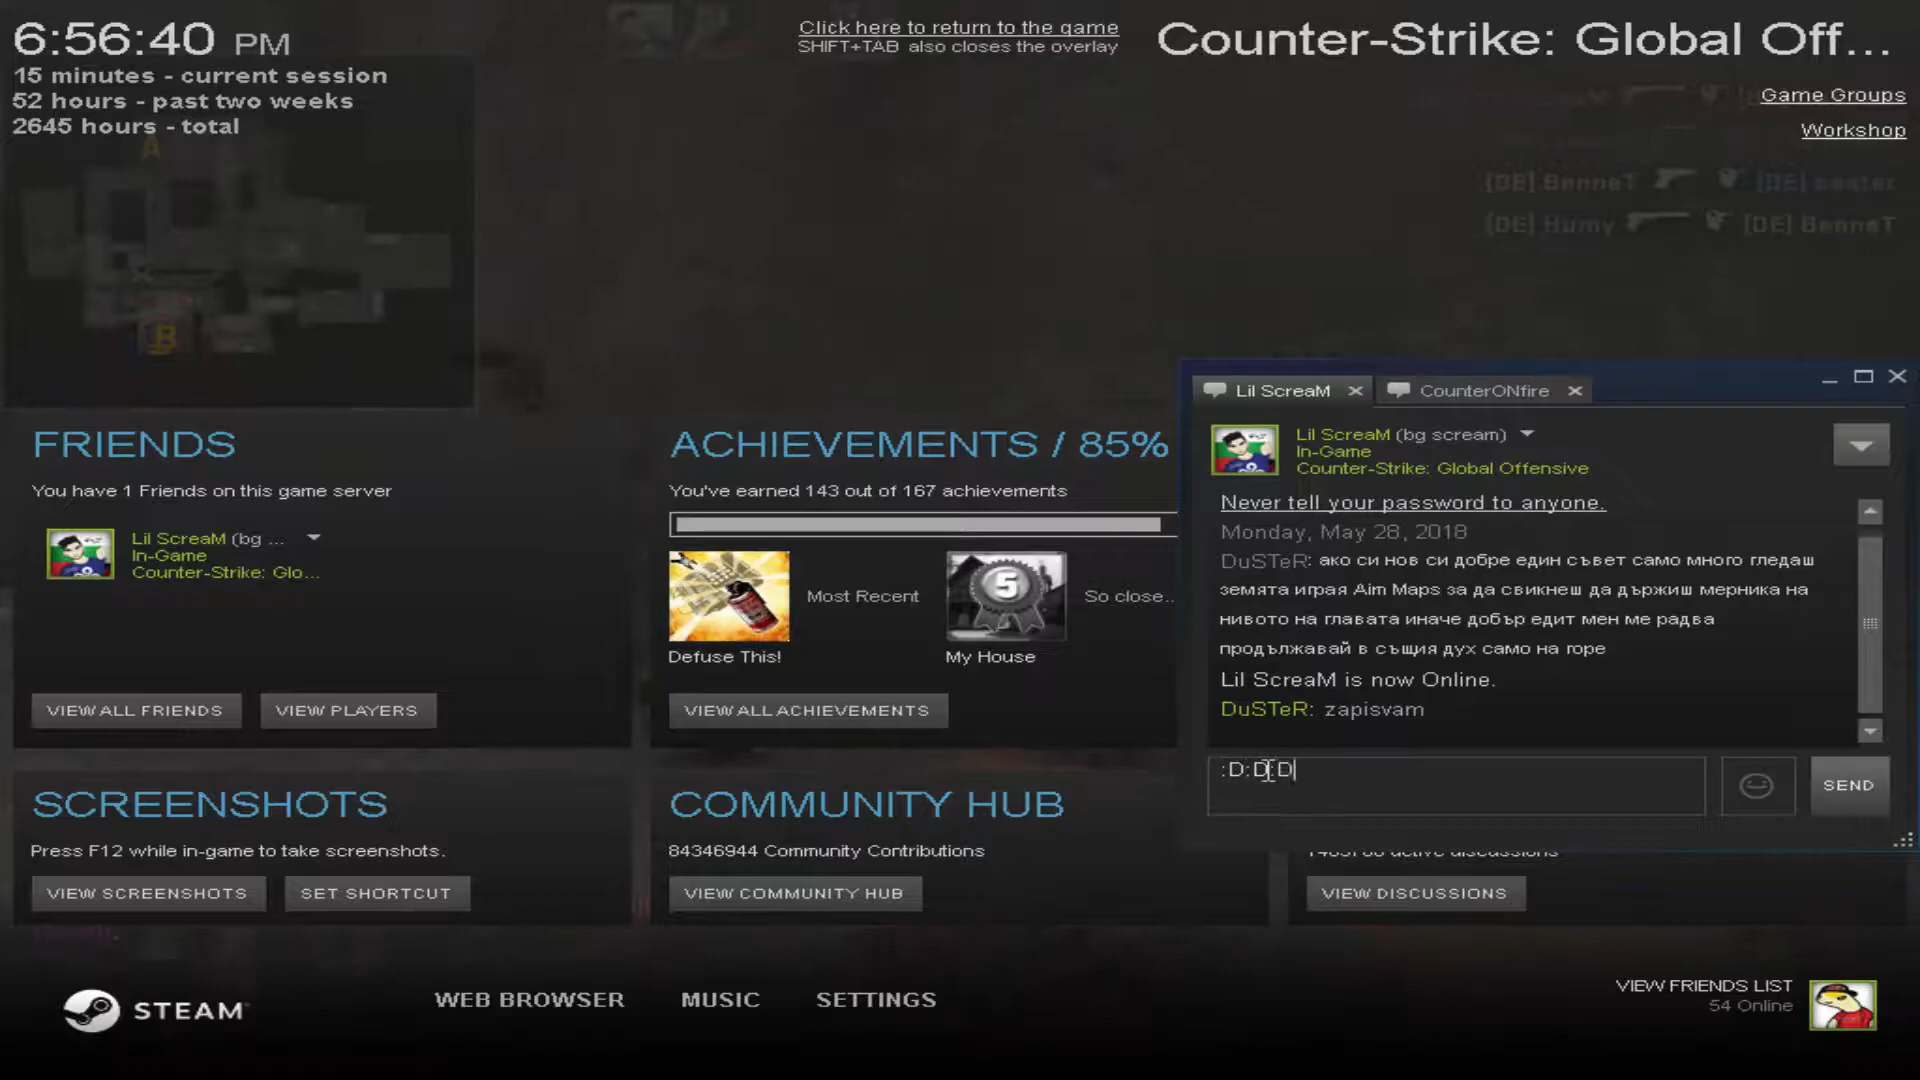 6:56:40 PM
15 minutes - current session
52 hours - past two weeks
2645 hours - total
Click here to return to the game
SHIFT+TAB also closes the overlay
Counter-Strike: Global Off...
Game Groups
Workshop
A
B
[DE] BenneT
[DE] Humy [DE] BenneT
FRIENDS
You have 1 Friends on this game server
Lil ScreaM (bg ...
In-Game
Counter-Strike: Glo...
VIEW ALL FRIENDS
VIEW PLAYERS
ACHIEVEMENTS / 85%
You've earned 143 out of 167 achievements
Most Recent
Defuse This!
5
So close..
My House
VIEW ALL ACHIEVEMENTS
Lil ScreaM
CounterONfire
Lil ScreaM (bg scream)
In-Game
Counter-Strike: Global Offensive
Never tell your password to anyone.
Monday, May 28, 2018
DuSTeR: ако си нов си добре един съвет само много гледаш
земята играя Aim Maps за да свикнеш да държиш мерника на
нивото на главата иначе добър едит мен ме радва
продължавай в същия дух само на горе
Lil ScreaM is now Online.
DuSTeR: zapisvam
:D:D:D
SEND
SCREENSHOTS
Press F12 while in-game to take screenshots.
VIEW SCREENSHOTS
SET SHORTCUT
COMMUNITY HUB
84346944 Community Contributions
VIEW COMMUNITY HUB
active discussions
VIEW DISCUSSIONS
STEAM
WEB BROWSER
MUSIC
SETTINGS
VIEW FRIENDS LIST
54 Online